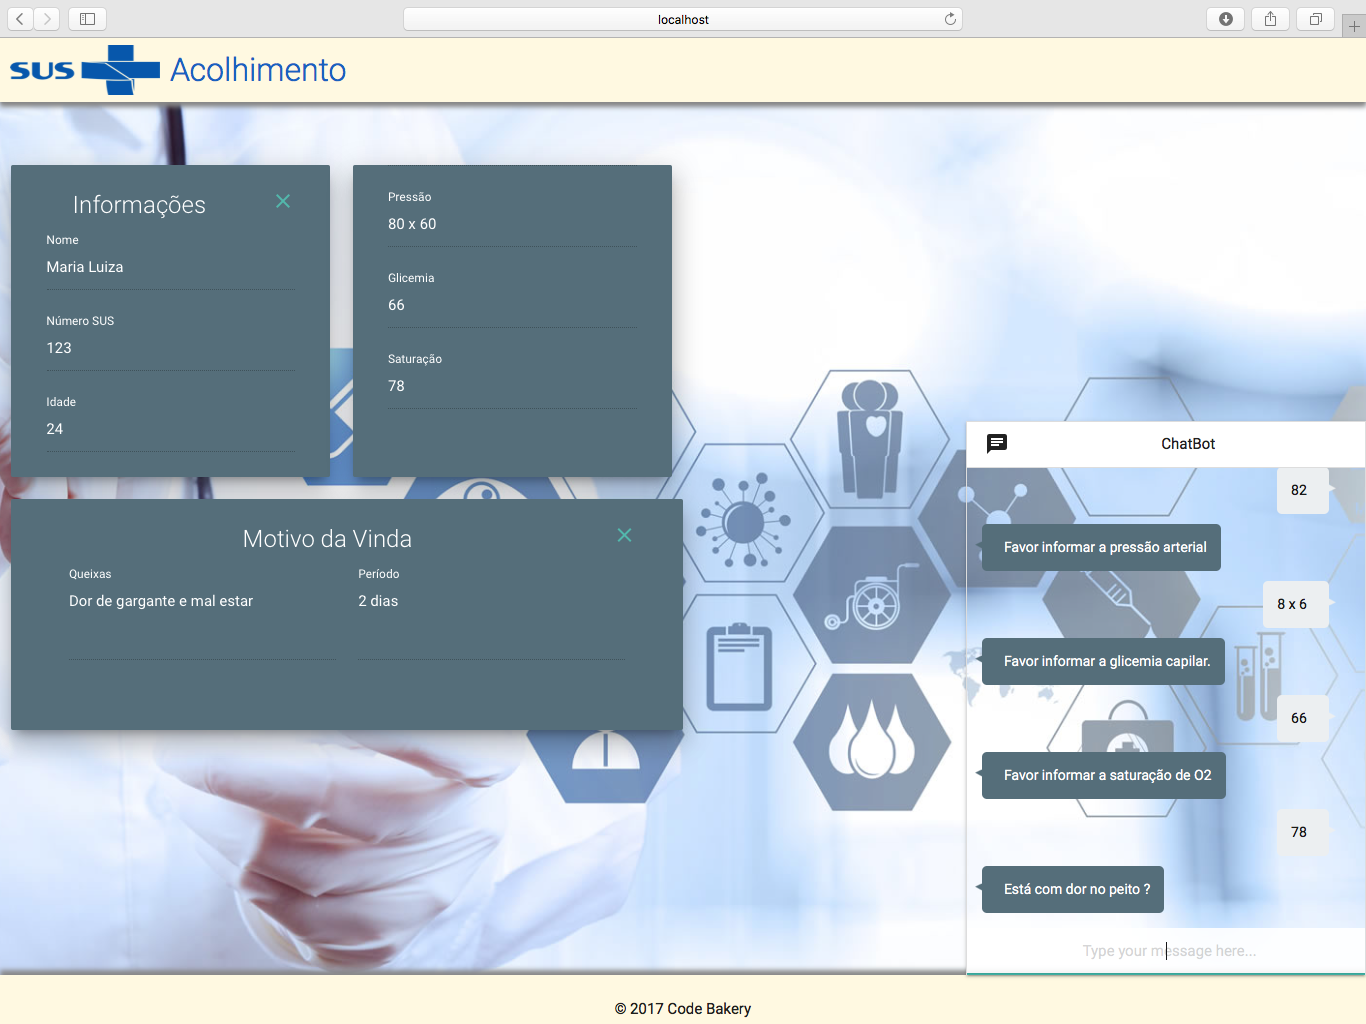 localhost
SUS Acolhimento
Informações
Nome
Maria Luiza
Número SUS
123
Idade
24
Pressão
80 x 60
Glicemia
66
Saturação
78
Motivo da Vinda
Queixas
Dor de gargante e mal estar
Período
2 dias
ChatBot
82
Favor informar a pressão arterial
8 x 6
Favor informar a glicemia capilar.
66
Favor informar a saturação de O2
78
Está com dor no peito ?
Type your message here...
© 2017 Code Bakery